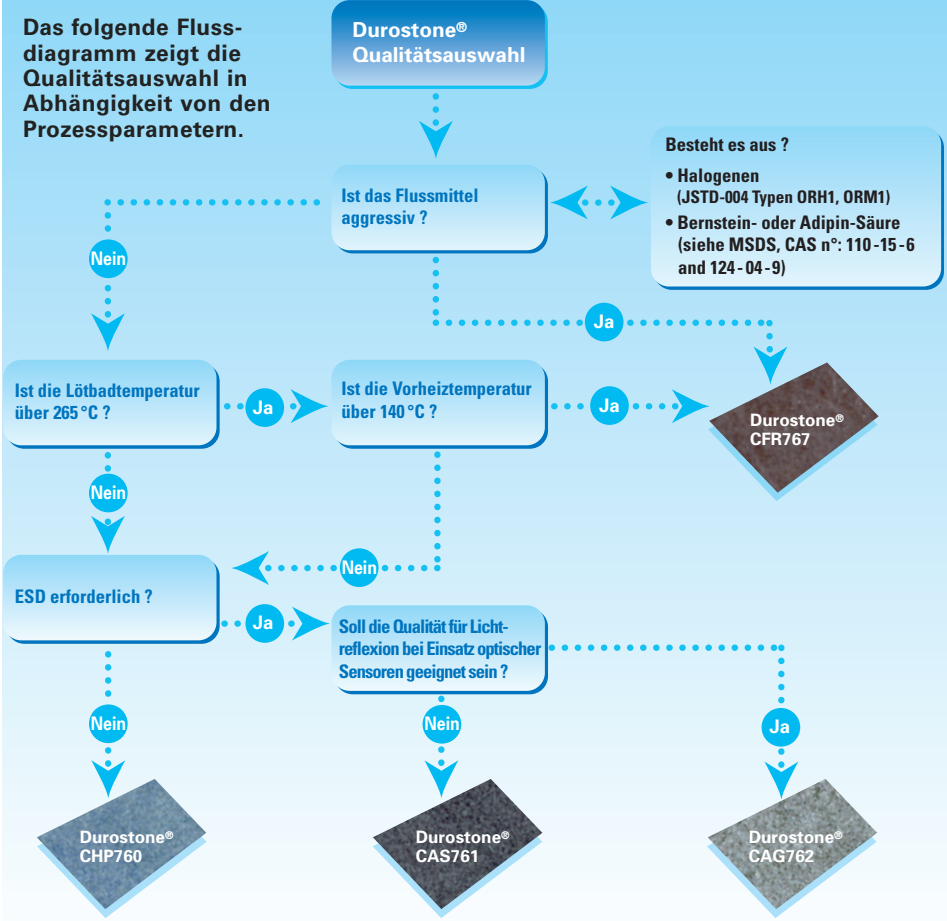 Das folgende Fluss-
diagramm zeigt die
Qualitätsauswahl in
Abhängigkeit von den
Prozessparametern.
Durostone®
Qualitätsauswahl
Ist das Flussmittel
aggressiv ?
Besteht es aus ?
• Halogenen
(JSTD-004 Typen ORH1, ORM1)
• Bernstein- oder Adipin-Säure
(siehe MSDS, CAS n°: 110-15-6
and 124-04-9)
Nein
Ja
Ist die Lötbadtemperatur
über 265 °C ?
Ja
Ist die Vorheiztemperatur
über 140 °C ?
Ja
Durostone®
CFR767
Nein
Nein
ESD erforderlich ?
Ja
Soll die Qualität für Licht-
reflexion bei Einsatz optischer
Sensoren geeignet sein ?
Nein
Nein
Ja
Durostone®
CHP760
Durostone®
CAS761
Durostone®
CAG762